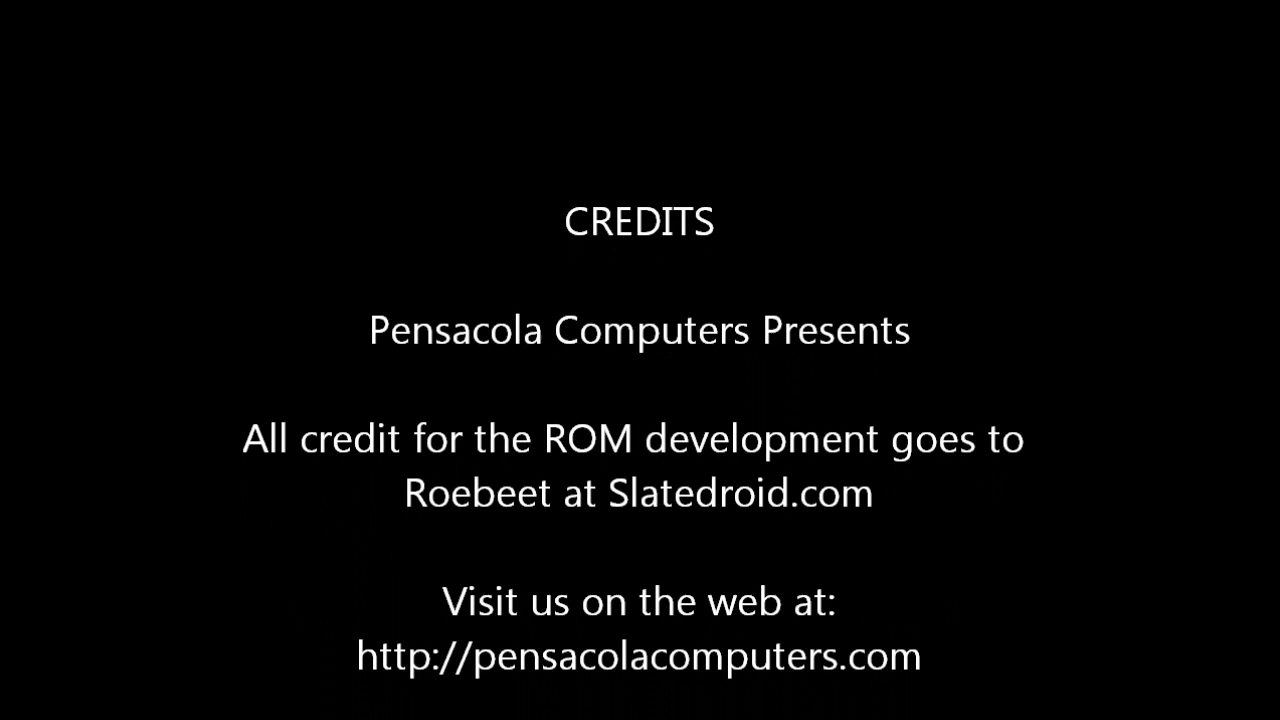 CREDITS
Pensacola Computers Presents
All credit for the ROM development goes to
Roebeet at Slatedroid.com
Visit us on the web at:
http://pensacolacomputers.com